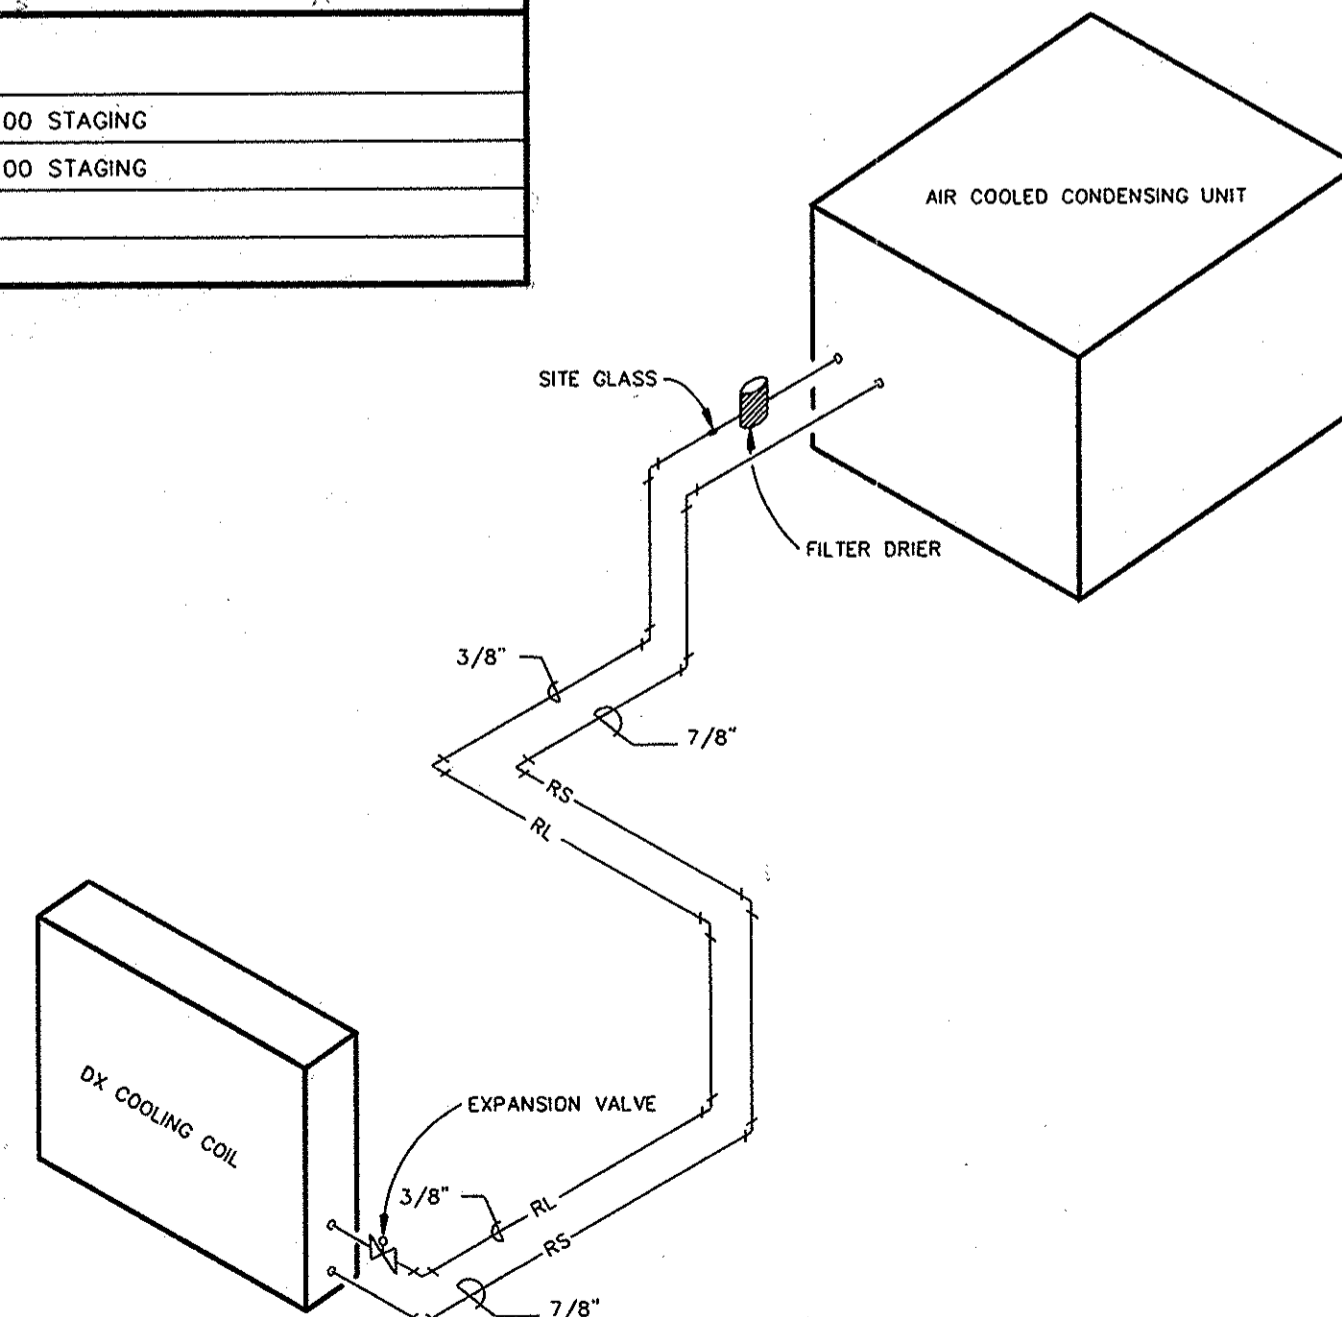 00 STAGING
00 STAGING
AIR COOLED CONDENSING UNIT
SITE GLASS
FILTER DRIER
3/8"
7/8"
RS
RL
DX COOLING COIL
EXPANSION VALVE
3/8"
RL
RS
7/8"